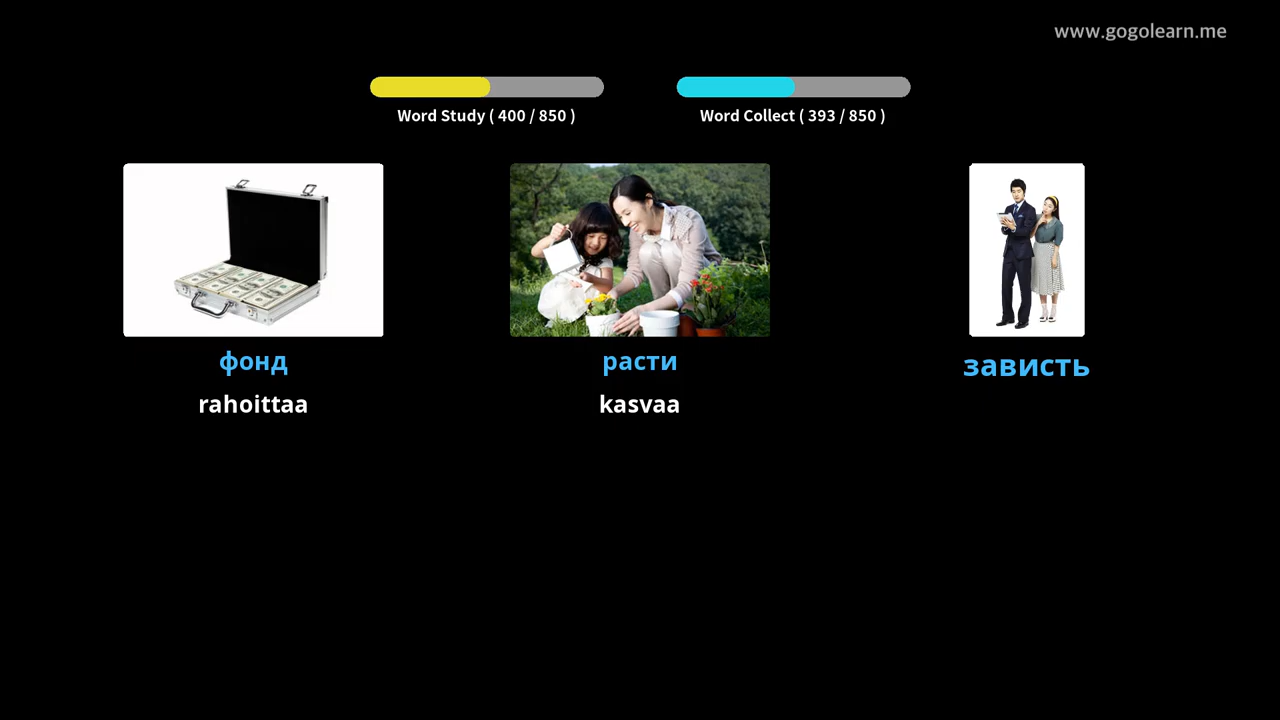 www.gogolearn.me
Word Study ( 400 / 850 )
Word Collect ( 393 / 850 )
фонд
rahoittaa
расти
kasvaa
зависть